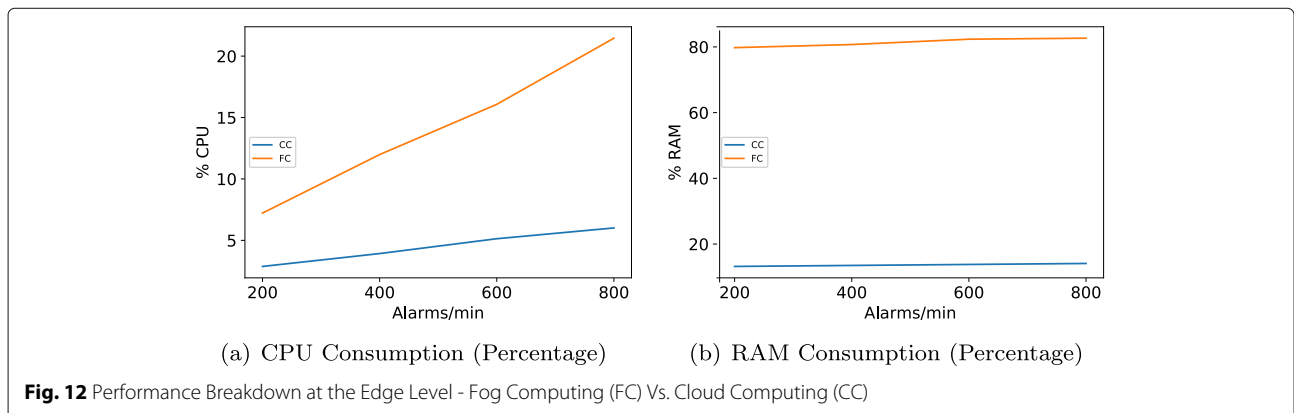 20
15
10
5
% CPU
CC
FC
200 400 600 800
Alarms/min
(a) CPU Consumption (Percentage)
80
60
40
20
% RAM
CC
FC
200 400 600 800
Alarms/min
(b) RAM Consumption (Percentage)
Fig. 12 Performance Breakdown at the Edge Level - Fog Computing (FC) Vs. Cloud Computing (CC)